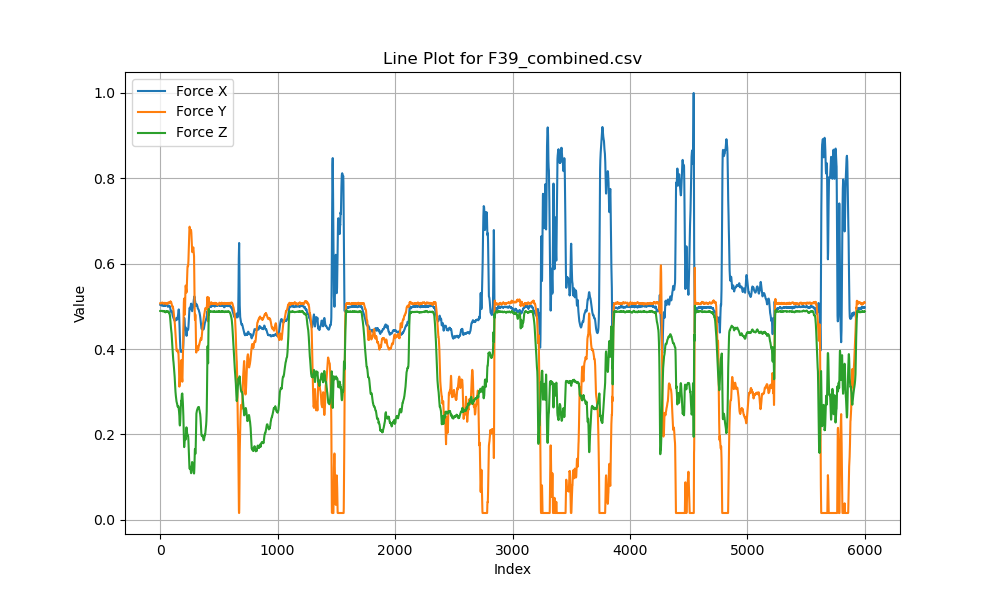 Line Plot for F39_combined.csv
Force X
Force Y
Force Z
1.0
0.8
0.6
0.4
0.2
0.0
Value
0 1000 2000 3000 4000 5000 6000
Index